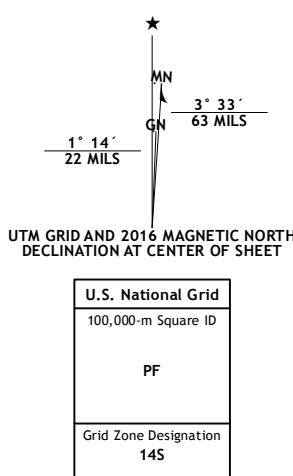 ★
MN
3° 33´
63 MILS
GN
1° 14´
22 MILS
UTM GRID AND 2016 MAGNETIC NORTH
DECLINATION AT CENTER OF SHEET
U.S. National Grid
100,000-m Square ID
PF
Grid Zone Designation
14S